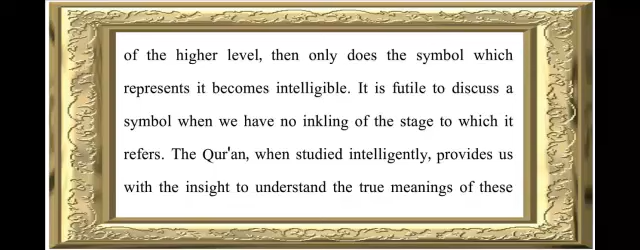 of the higher level, then only does the symbol which
represents it becomes intelligible. It is futile to discuss a
symbol when we have no inkling of the stage to which it
refers. The Qur'an, when studied intelligently, provides us
with the insight to understand the true meanings of these